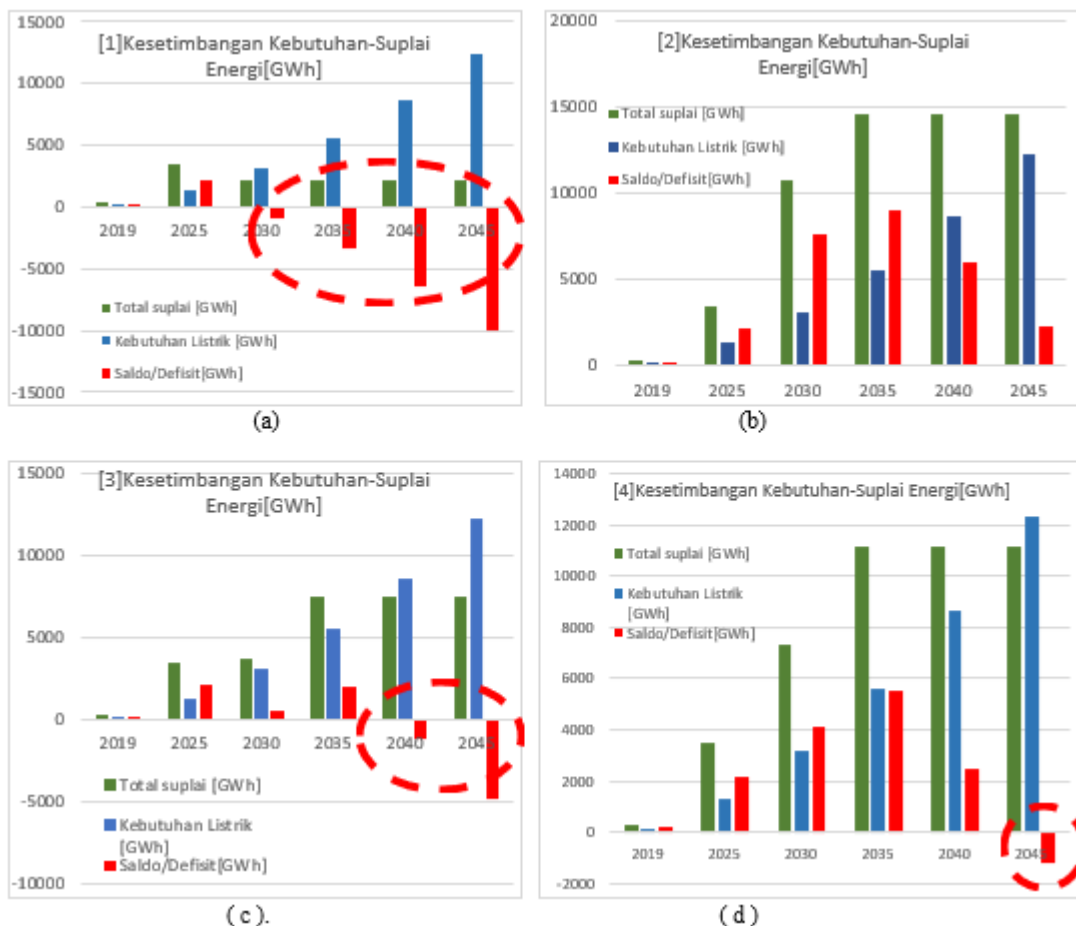 15000
[1]Kesetimbangan Kebutuhan-Suplai
Energi[GWh]
10000
5000
0
2019 2025 2030 2035 2040 2045
-5000
Total suplai [GWh]
-10000
Kebutuhan Listrik [GWh]
Saldo/Defisit[GWh]
-15000
(a)
20000
[2]Kesetimbangan Kebutuhan-Suplai
Energi[GWh]
15000
Total suplai [GWh]
Kebutuhan Listrik [GWh]
10000
Saldo/Defisit[GWh]
5000
0
2019 2025 2030 2035 2040 2045
(b)
15000
[3]Kesetimbangan Kebutuhan-Suplai
Energi[GWh]
10000
5000
0
2019 2025 2030 2035 2040 2045
Total suplai [GWh]
-5000
Kebutuhan Listrik
[GWh]
Saldo/Defisit[GWh]
-10000
( c ).
14000
[4]Kesetimbangan Kebutuhan-Suplai Energi[GWh]
12000
Total suplai [GWh]
10000
Kebutuhan Listrik
[GWh]
8000
Saldo/Defisit[GWh]
6000
4000
2000
0
2019 2025 2030 2035 2040 2045
-2000
( d )